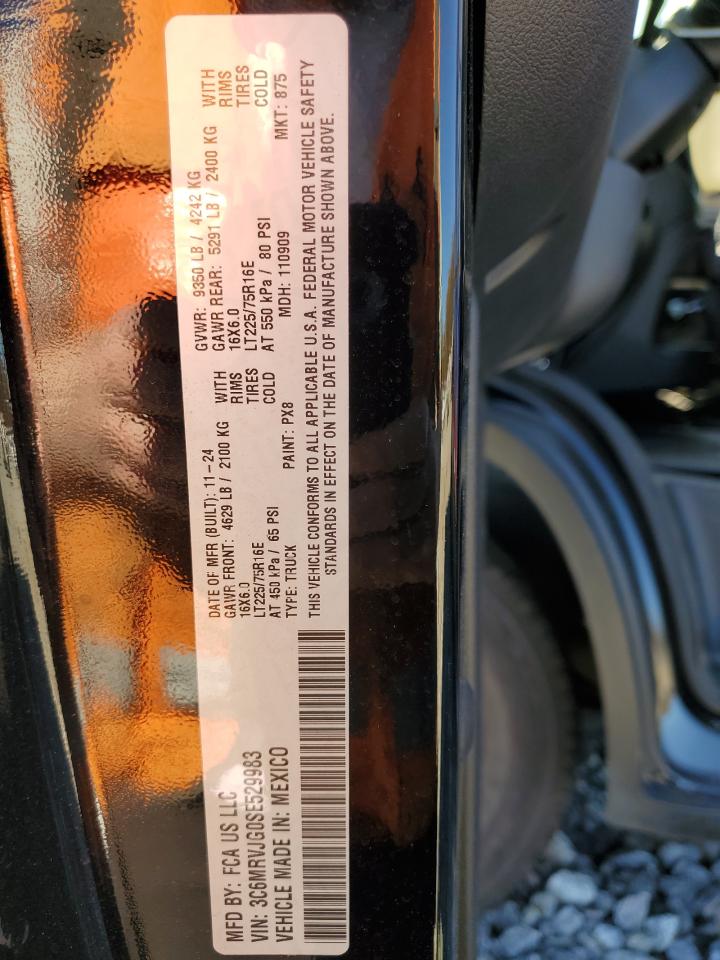 MFD BY: FCA US LLC
VIN: 3C6MRVJG0SE529983
VEHICLE MADE IN: MEXICO
DATE OF MFR (BUILT): 11-24
GAWR FRONT: 4629 LB / 2100 KG WITH
16X6.0 RIMS
LT225/75R16E TIRES
AT 450 kPa / 65 PSI COLD
TYPE: TRUCK PAINT: PX8
GVWR: 9350 LB / 4242 KG
GAWR REAR: 5291 LB / 2400 KG WITH
16X6.0 RIMS
LT225/75R16E TIRES
AT 550 kPa / 80 PSI COLD
MDH: 110909 MKT: 875
THIS VEHICLE CONFORMS TO ALL APPLICABLE U.S.A. FEDERAL MOTOR VEHICLE SAFETY
STANDARDS IN EFFECT ON THE DATE OF MANUFACTURE SHOWN ABOVE.